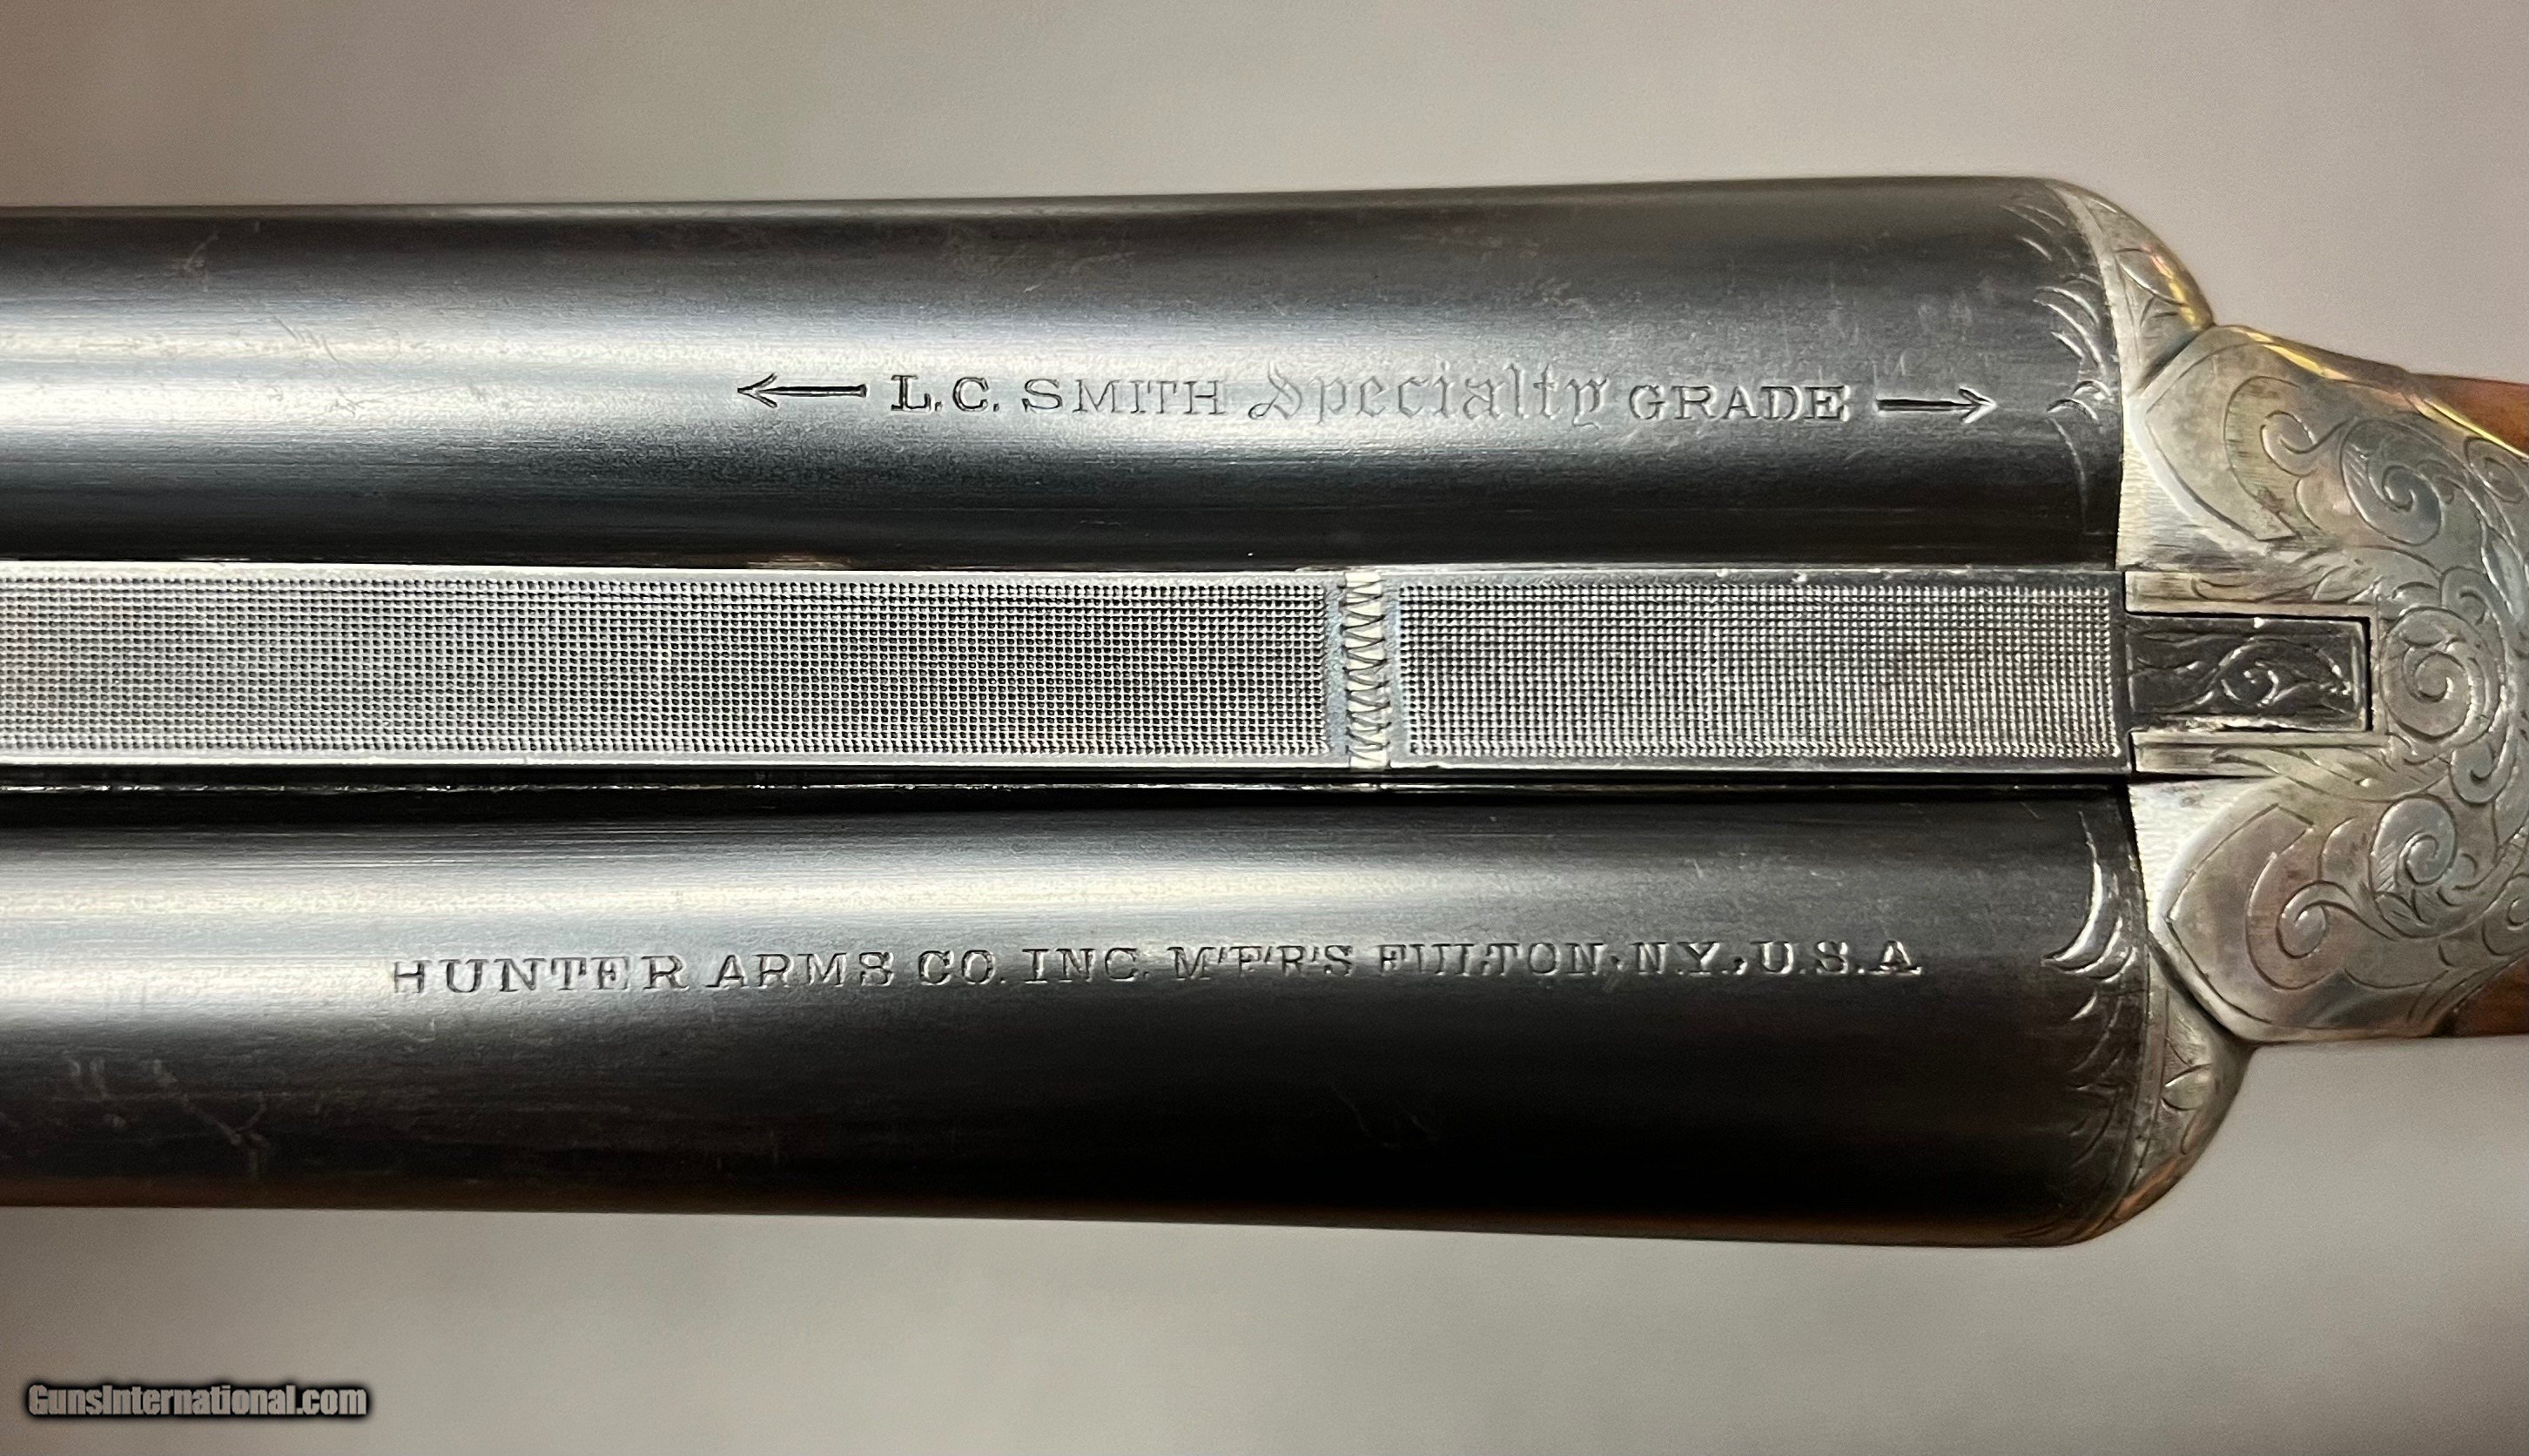 ← L.C. SMITH Specialty GRADE →
HUNTER ARMS CO. INC. M'F'R'S FULTON, N.Y., U.S.A.
GunsInternational.com